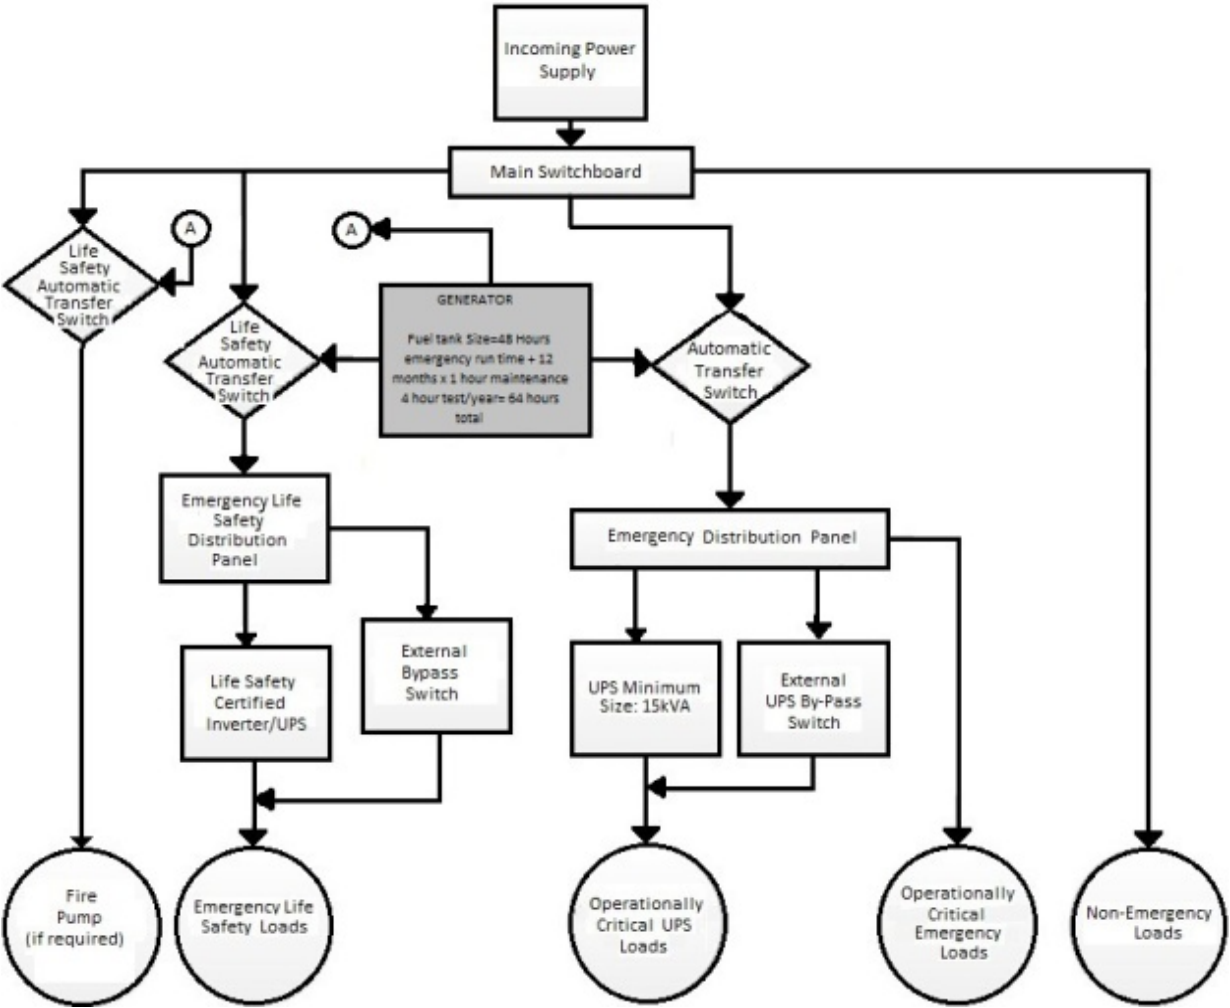 Incoming Power
Supply
Main Switchboard
Life
Safety
Automatic
Transfer
Switch
A
A
Life
Safety
Automatic
Transfer
Switch
GENERATOR
Fuel tank Size=48 Hours
emergency run time + 12
months x 1 hour maintenance
4 hour test/year= 64 hours
total
Automatic
Transfer
Switch
Emergency Life
Safety
Distribution
Panel
Emergency Distribution Panel
Life Safety
Certified
Inverter/UPS
External
Bypass
Switch
UPS Minimum
Size: 15kVA
External
UPS By-Pass
Switch
Fire
Pump
(if required)
Emergency Life
Safety Loads
Operationally
Critical UPS
Loads
Operationally
Critical
Emergency
Loads
Non-Emergency
Loads